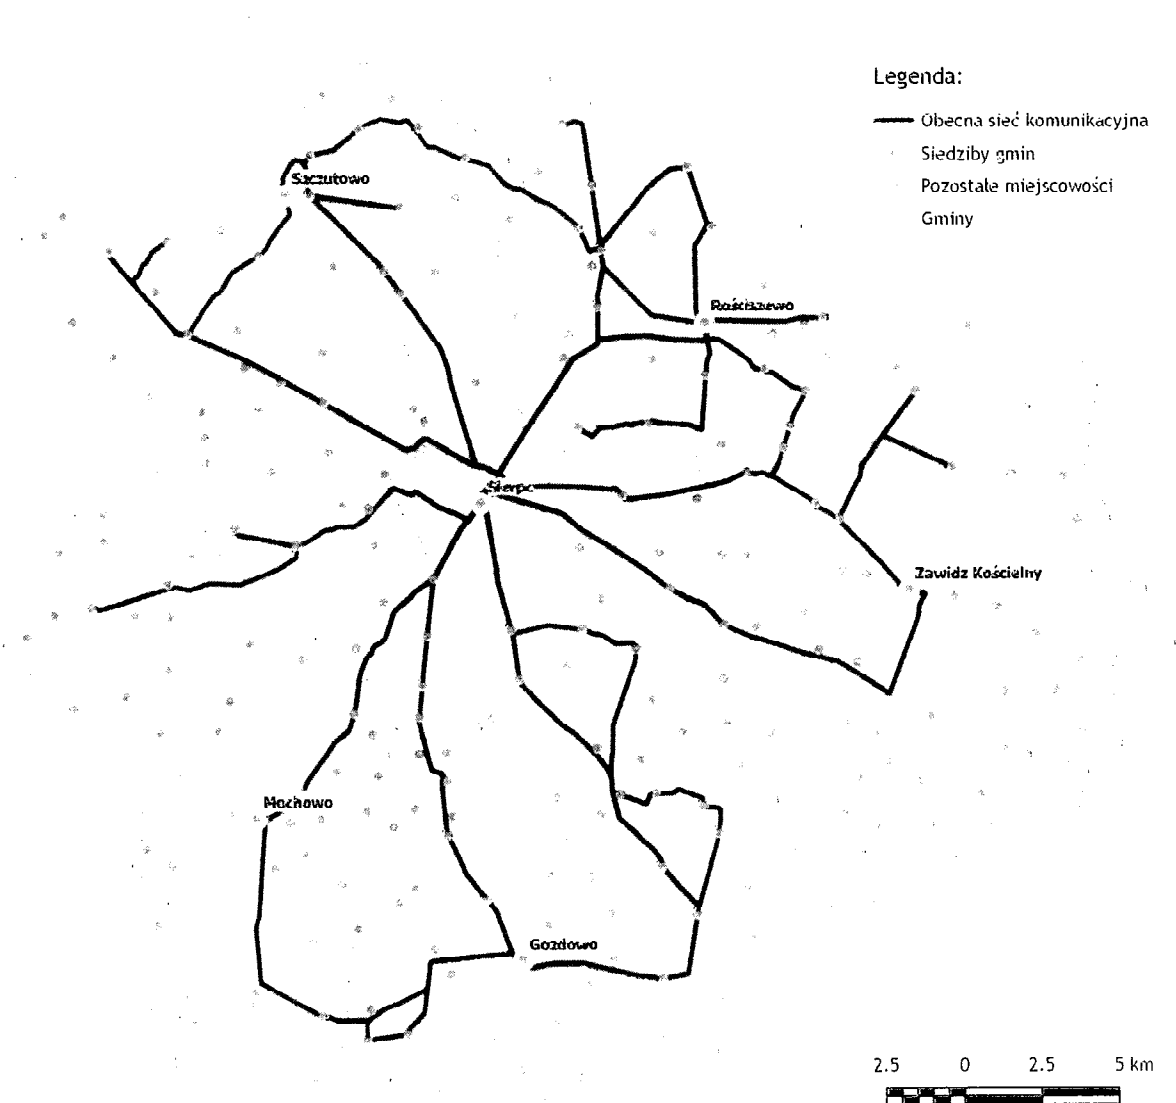 Legenda:
Obecna sieć komunikacyjna
Siedziby gmin
Pozostałe miejscowości
Gminy
Szczutowo
Rościszewo
Sierpc
Zawidz Kościelny
Mochowo
Gozdowo
2.5 0 2.5 5 km